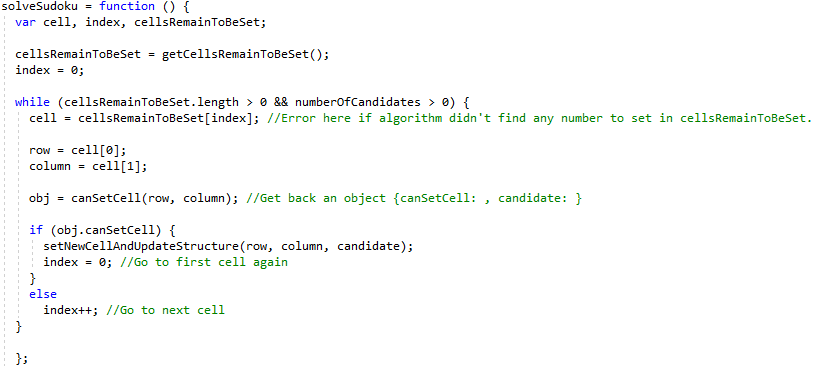 solveSudoku = function () {
  var cell, index, cellsRemainToBeSet;

  cellsRemainToBeSet = getCellsRemainToBeSet();
  index = 0;

  while (cellsRemainToBeSet.length > 0 && numberOfCandidates > 0) {
    cell = cellsRemainToBeSet[index]; //Error here if algorithm didn't find any number to set in cellsRemainToBeSet.

    row = cell[0];
    column = cell[1];

    obj = canSetCell(row, column); //Get back an object {canSetCell: , candidate: }

    if (obj.canSetCell) {
      setNewCellAndUpdateStructure(row, column, candidate);
      index = 0; //Go to first cell again
    }
    else
      index++; //Go to next cell
  }

  };